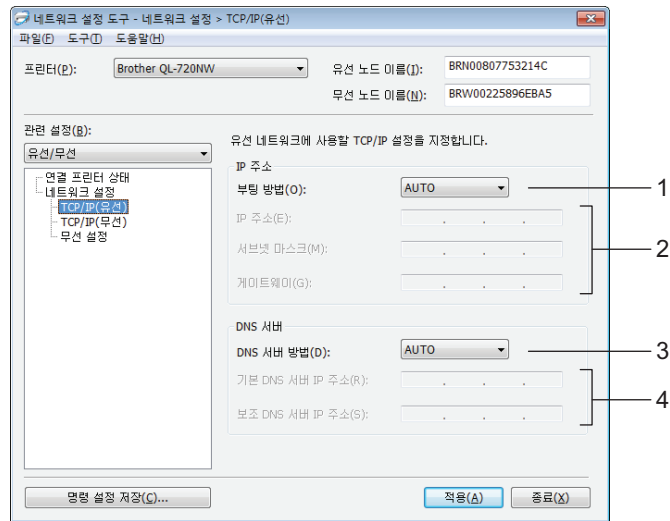 네트워크 설정 도구 - 네트워크 설정 > TCP/IP(유선)
파일(F) 도구(T) 도움말(H)
프린터(P): Brother QL-720NW 유선 노드 이름(I): BRN00807753214C
무선 노드 이름(N): BRW00225896EBA5
관련 설정(B):
유선/무선
연결 프린터 상태
네트워크 설정
TCP/IP(유선)
TCP/IP(무선)
무선 설정
유선 네트워크에 사용할 TCP/IP 설정을 지정합니다.
IP 주소
부팅 방법(O): AUTO 1
IP 주소(E): . . .
서브넷 마스크(M): . . . 2
게이트웨이(G): . . .
DNS 서버
DNS 서버 방법(D): AUTO 3
기본 DNS 서버 IP 주소(R): . . .
4
보조 DNS 서버 IP 주소(S): . . .
명령 설정 저장(C)... 적용(A) 종료(X)